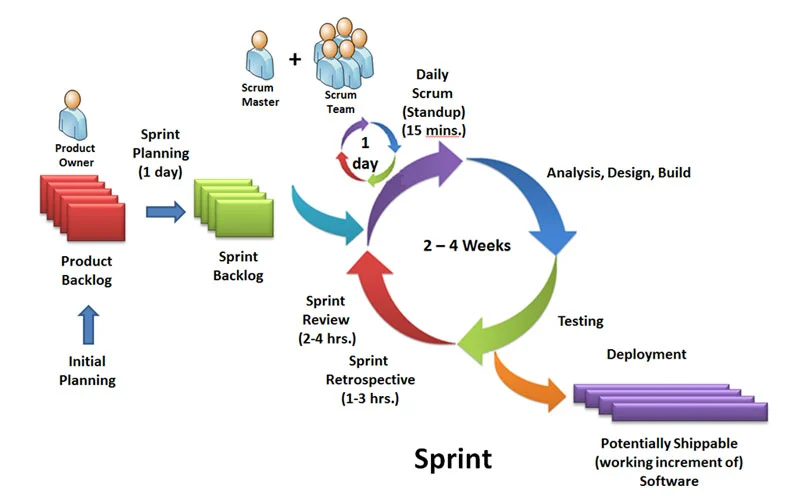 Scrum
Master
+
Scrum
Team
Product
Owner
Sprint
Planning
(1 day)
Product
Backlog
Initial
Planning
Sprint
Backlog
1
day
Daily
Scrum
(Standup)
(15 mins.)
Analysis, Design, Build
2 – 4 Weeks
Testing
Sprint
Review
(2-4 hrs.)
Sprint
Retrospective
(1-3 hrs.)
Deployment
Potentially Shippable
(working increment of)
Software
Sprint